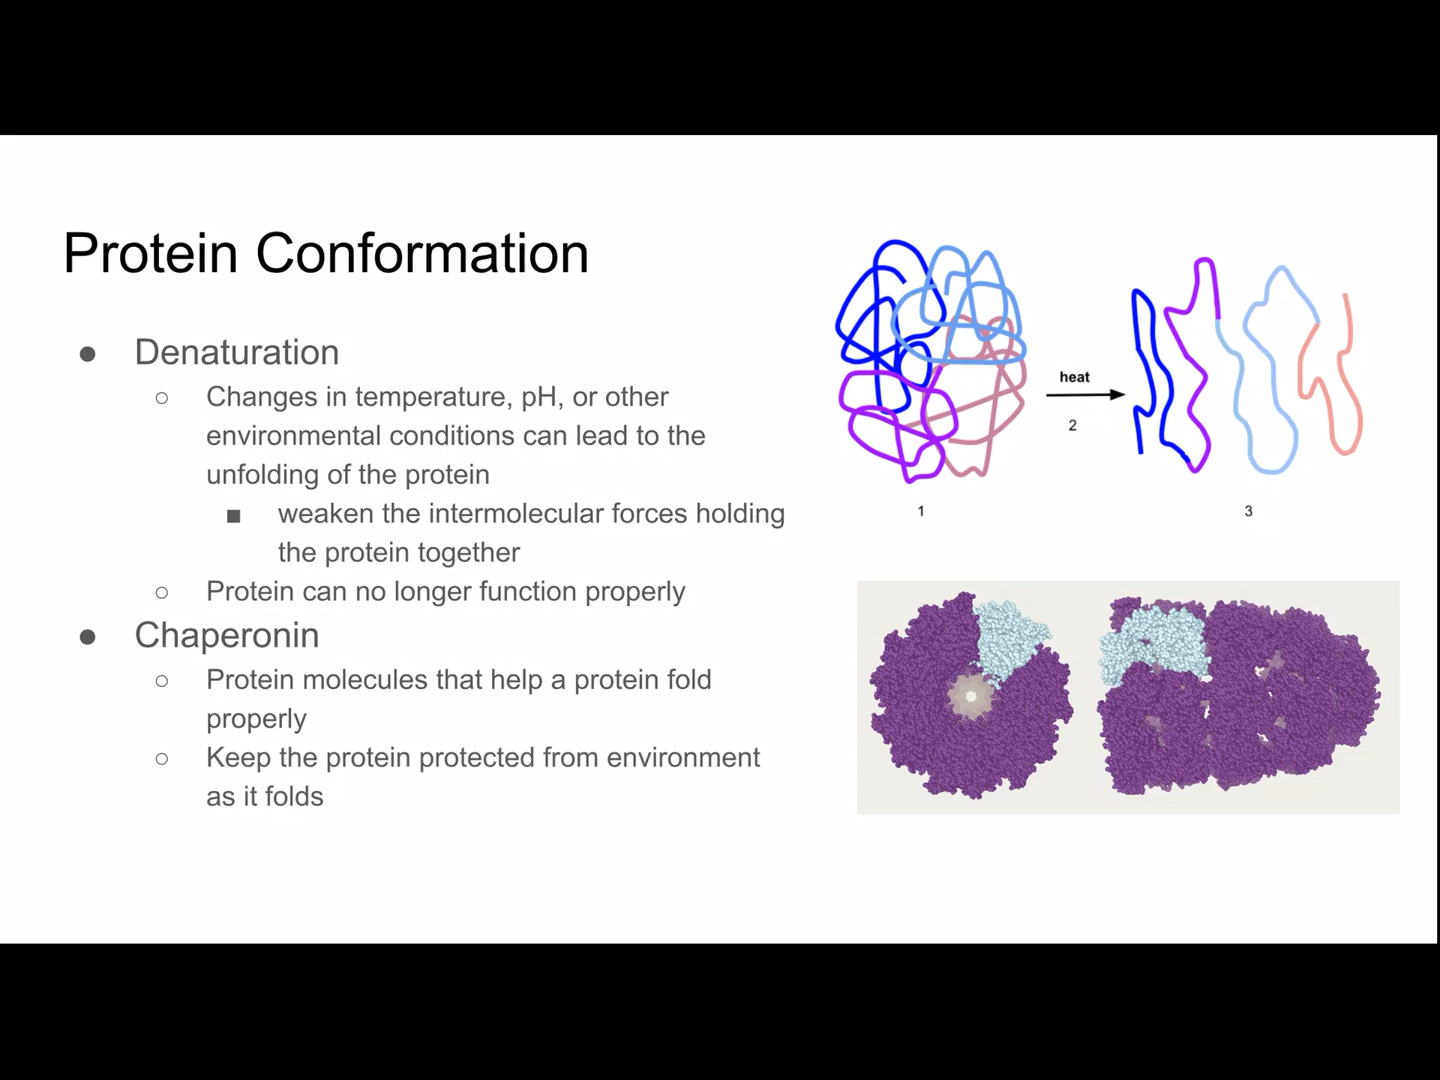 Protein Conformation
● Denaturation
○ Changes in temperature, pH, or other
environmental conditions can lead to the
unfolding of the protein
■ weaken the intermolecular forces holding
the protein together
○ Protein can no longer function properly
● Chaperonin
○ Protein molecules that help a protein fold
properly
○ Keep the protein protected from environment
as it folds
heat
2
1
3